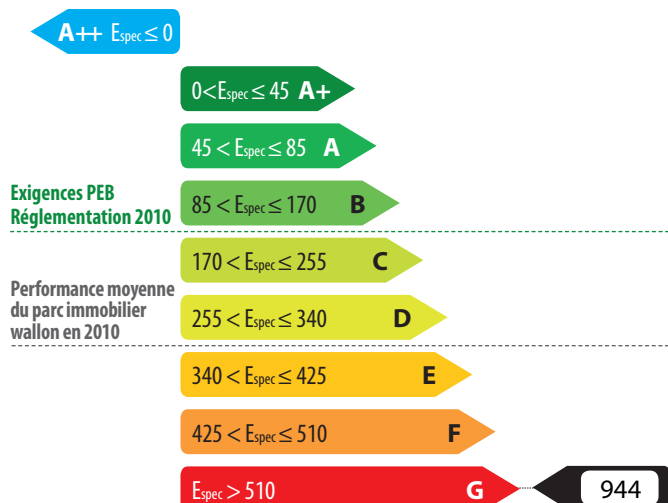 A++ Espec ≤ 0
0<Espec ≤ 45 A+
45 < Espec ≤ 85 A
Exigences PEB
Réglementation 2010
85 < Espec ≤ 170 B
170 < Espec ≤ 255 C
Performance moyenne
du parc immobilier
wallon en 2010
255 < Espec ≤ 340 D
340 < Espec ≤ 425 E
425 < Espec ≤ 510 F
Espec > 510 G
944